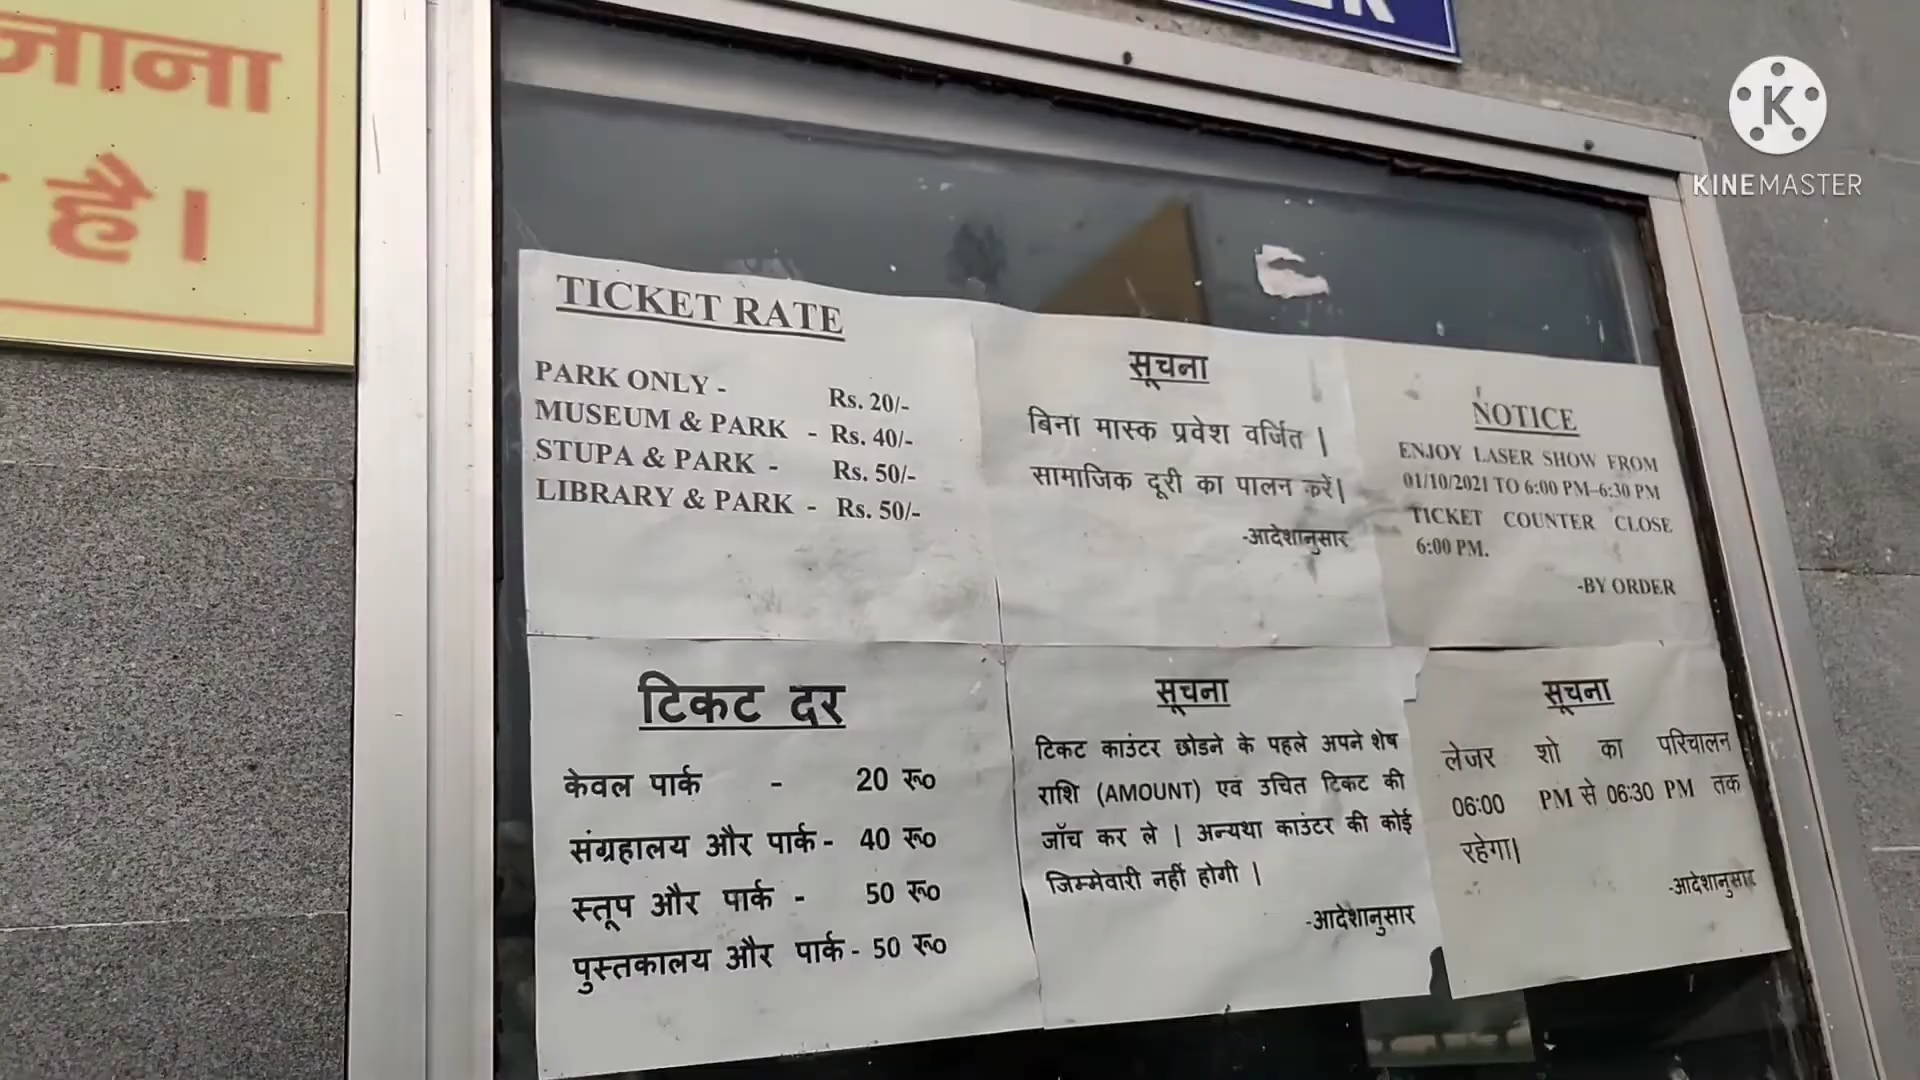 जाना
है।
TICKET RATE
PARK ONLY - Rs. 20/-
MUSEUM & PARK - Rs. 40/-
STUPA & PARK - Rs. 50/-
LIBRARY & PARK - Rs. 50/-
सूचना
बिना मास्क प्रवेश वर्जित |
सामाजिक दूरी का पालन करें|
-आदेशानुसार
NOTICE
ENJOY LASER SHOW FROM
01/10/2021 TO 6:00 PM–6:30 PM
TICKET COUNTER CLOSE
6:00 PM.
-BY ORDER
टिकट दर
केवल पार्क - 20 रू०
संग्रहालय और पार्क- 40 रू०
स्तूप और पार्क - 50 रू०
पुस्तकालय और पार्क- 50 रू०
सूचना
टिकट काउंटर छोडने के पहले अपने शेष
राशि (AMOUNT) एवं उचित टिकट की
जॉच कर ले | अन्यथा काउंटर की कोई
जिम्मेवारी नहीं होगी |
-आदेशानुसार
सूचना
लेजर शो का परिचालन
06:00 PM से 06:30 PM तक
रहेगा|
-आदेशानुसार
K
KINEMASTER